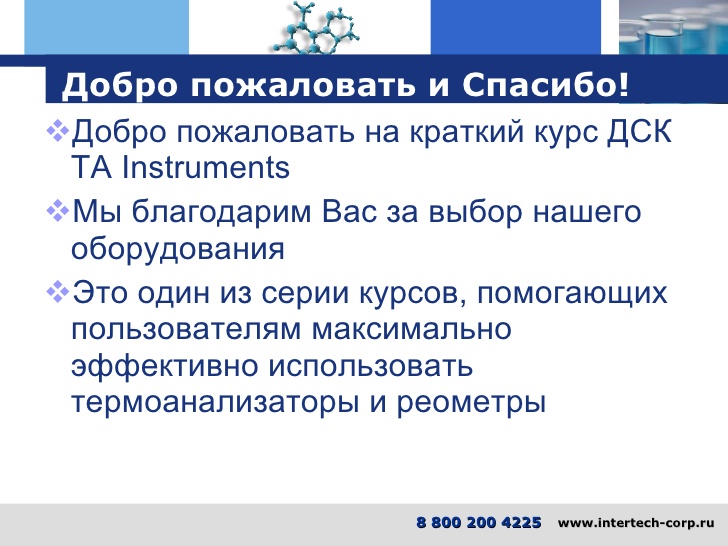 Добро пожаловать и Спасибо!
Добро пожаловать на краткий курс ДСК
TA Instruments
Мы благодарим Вас за выбор нашего
оборудования
Это один из серии курсов, помогающих
пользователям максимально
эффективно использовать
термоанализаторы и реометры
8 800 200 4225 www.intertech-corp.ru